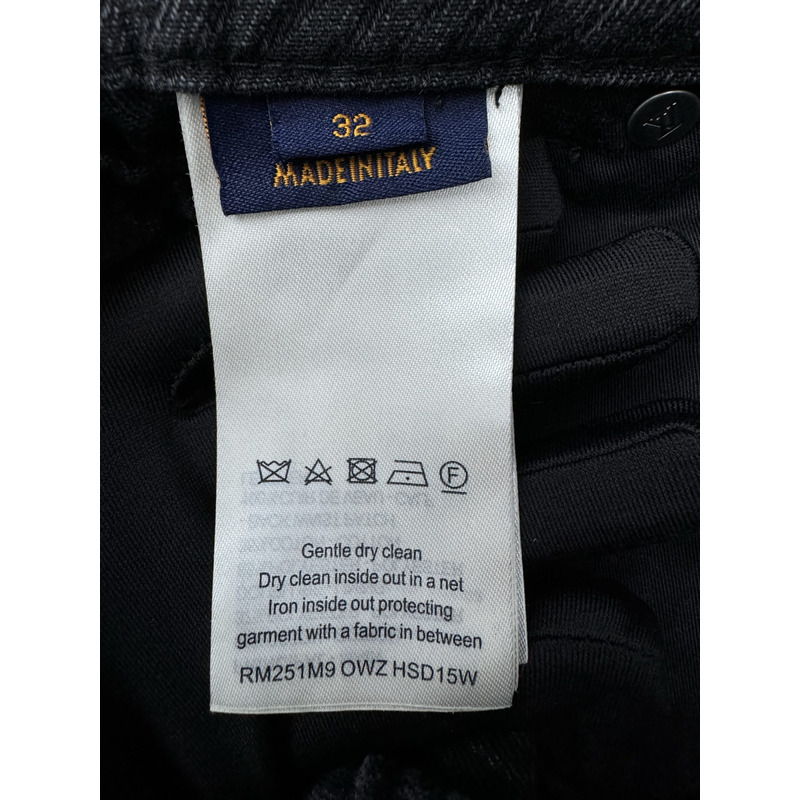 32
MADEINITALY
LV
F
Gentle dry clean
Dry clean inside out in a net
Iron inside out protecting
garment with a fabric in between
RM251M9 OWZ HSD15W